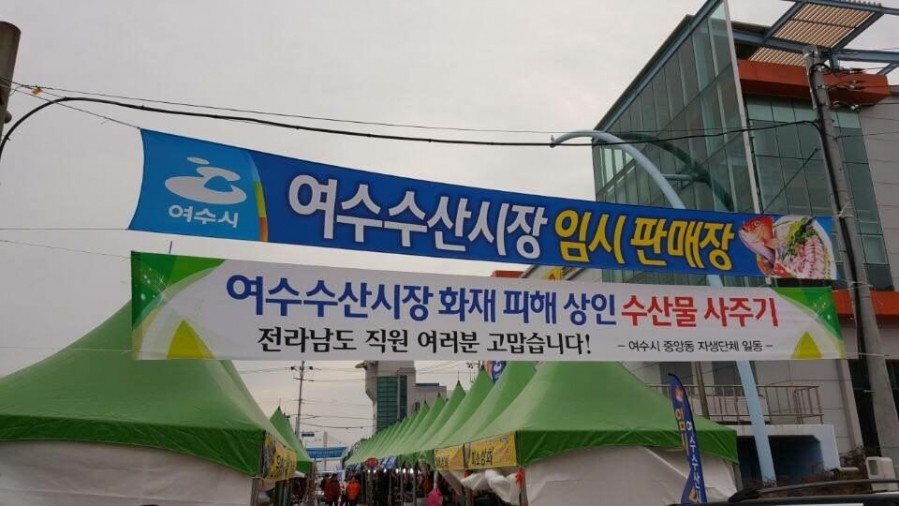 여수시
여수수산시장 임시 판매장
여수수산시장 화재 피해 상인 수산물 사주기
전라남도 직원 여러분 고맙습니다!
- 여수시 중앙동 자생단체 일동 -
임시